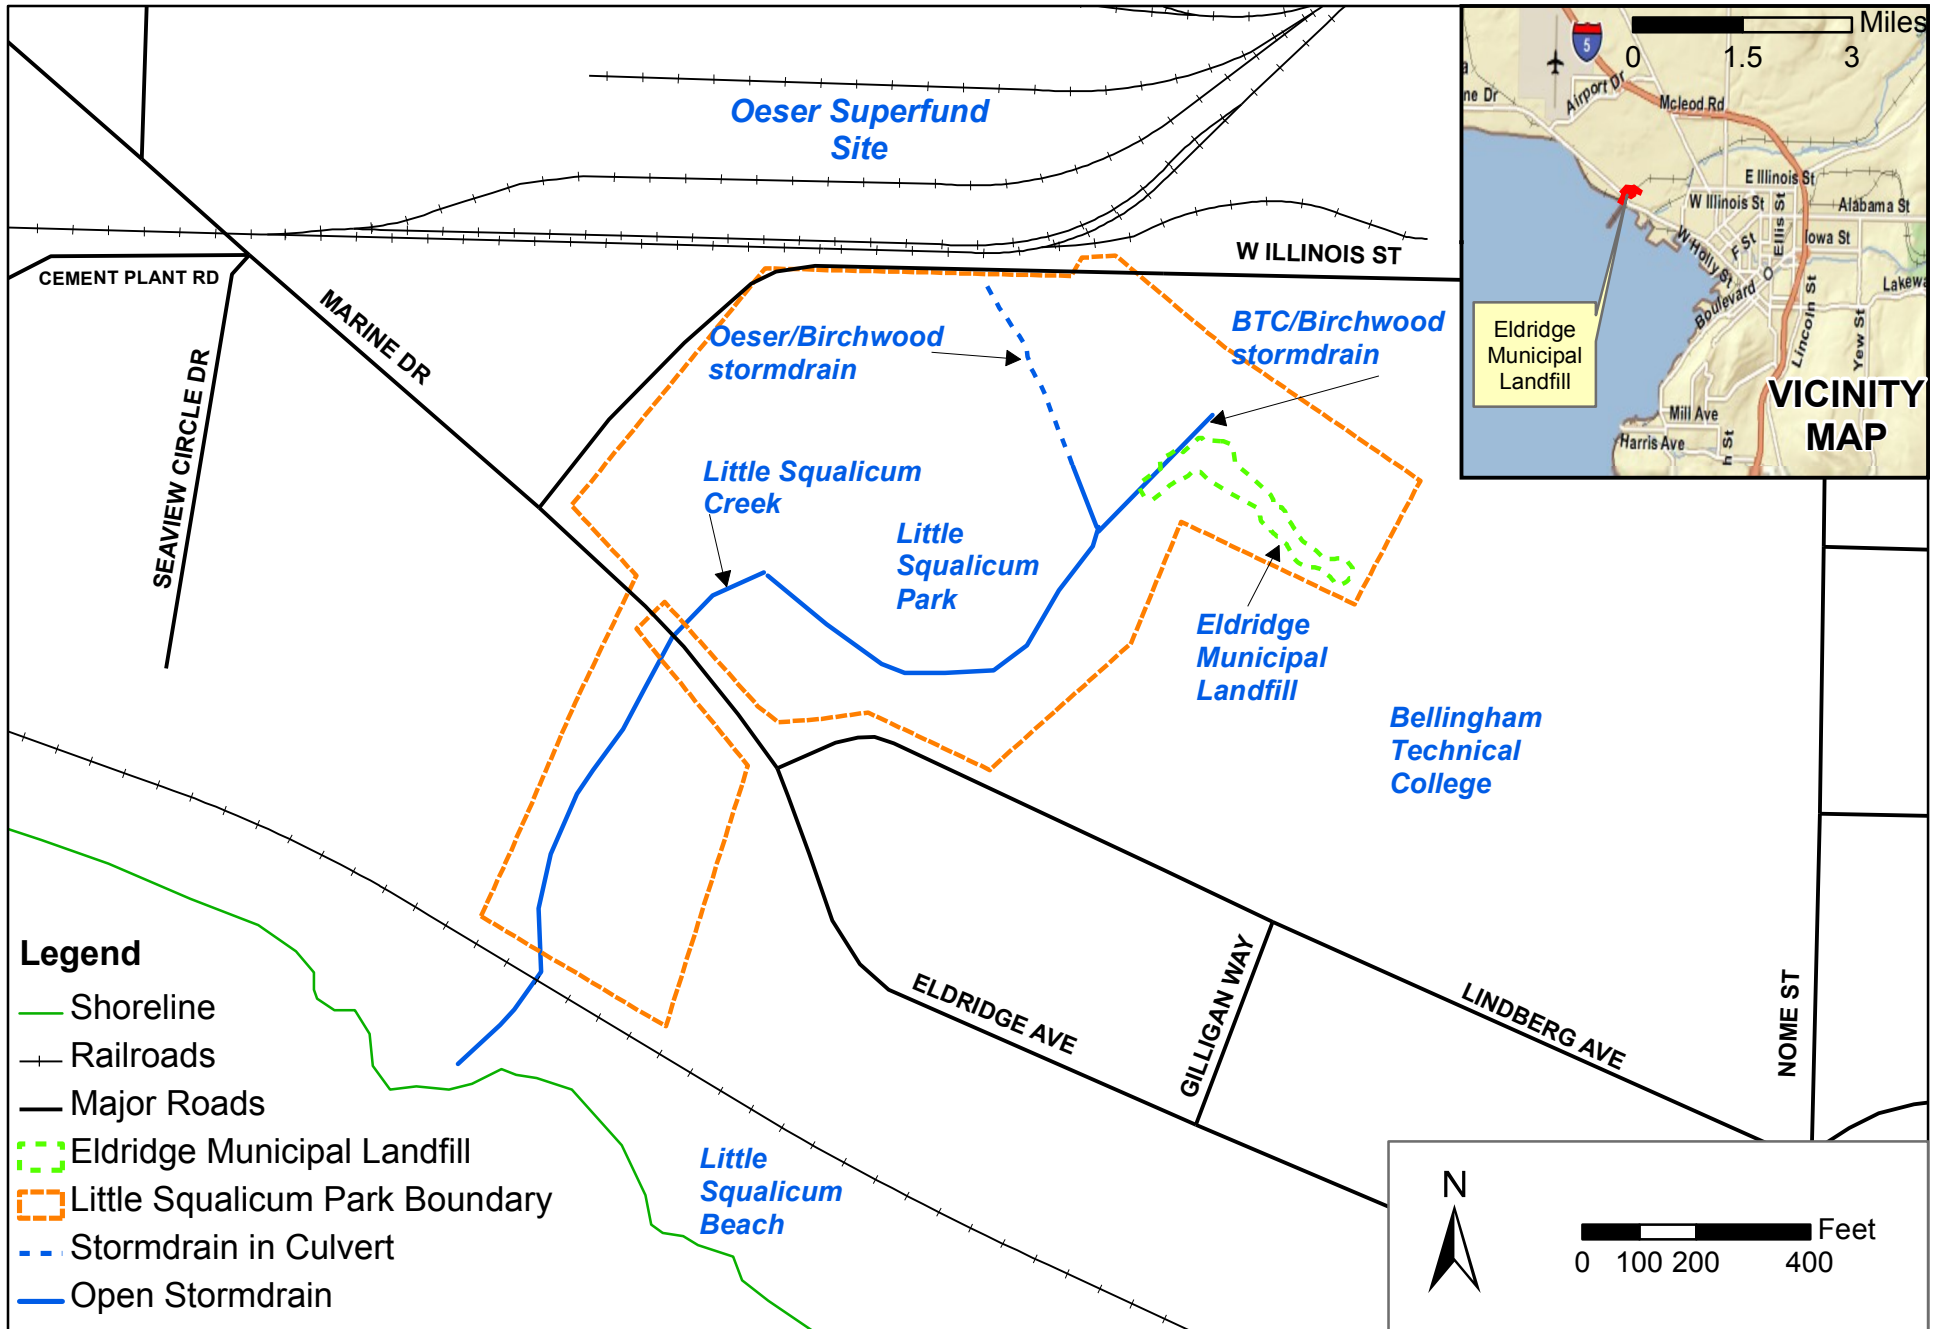 Oeser Superfund
Site
W ILLINOIS ST
CEMENT PLANT RD
MARINE DR
SEAVIEW CIRCLE DR
Oeser/Birchwood
stormdrain
BTC/Birchwood
stormdrain
Little Squalicum
Creek
Little
Squalicum
Park
Eldridge
Municipal
Landfill
Bellingham
Technical
College
ELDRIDGE AVE
GILLIGAN WAY
LINDBERG AVE
NOME ST
Little
Squalicum
Beach
Legend
Shoreline
Railroads
Major Roads
Eldridge Municipal Landfill
Little Squalicum Park Boundary
Stormdrain in Culvert
Open Stormdrain
N
Feet
0 100 200 400
Miles
0 1.5 3
5
ne Dr
Airport Dr
Mcleod Rd
E Illinois St
W Illinois St
Alabama St
Ellis St
Iowa St
F St
W Holly St
Lakewa
Boulevard
Lincoln St
Yew St
Mill Ave
Harris Ave
h St
Eldridge
Municipal
Landfill
VICINITY
MAP